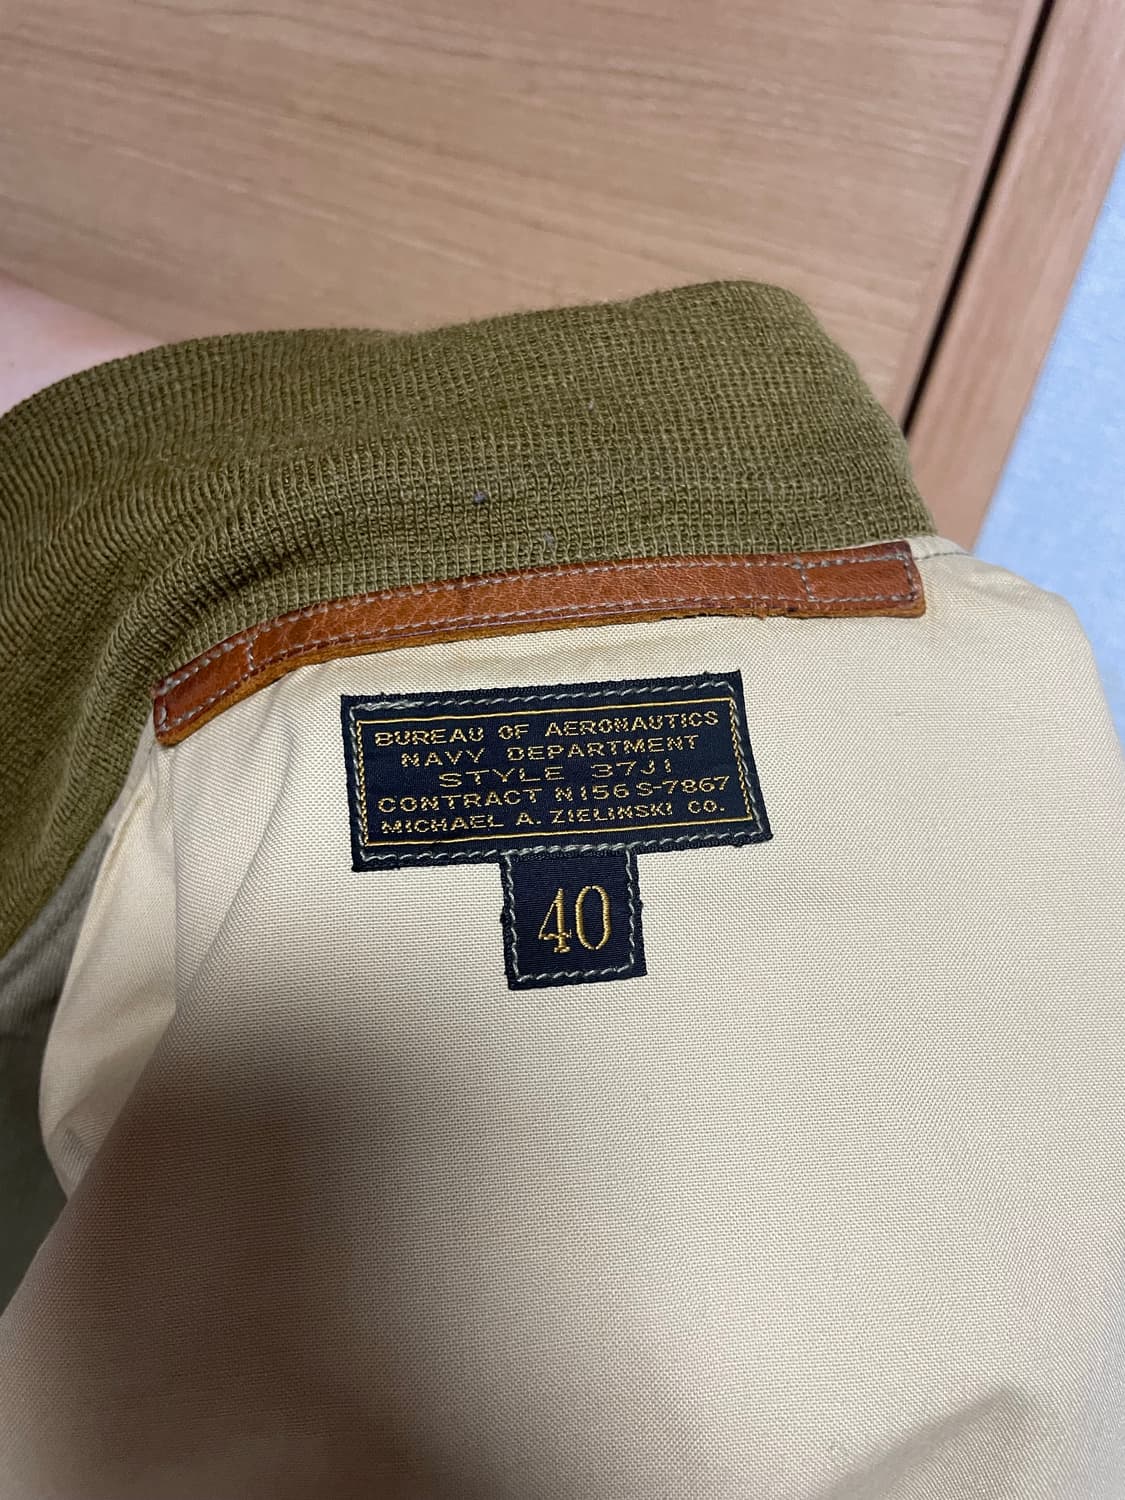 BUREAU OF AERONAUTICS
NAVY DEPARTMENT
STYLE 37J1
CONTRACT N156S-7867
MICHAEL A. ZIELINSKI CO.
40